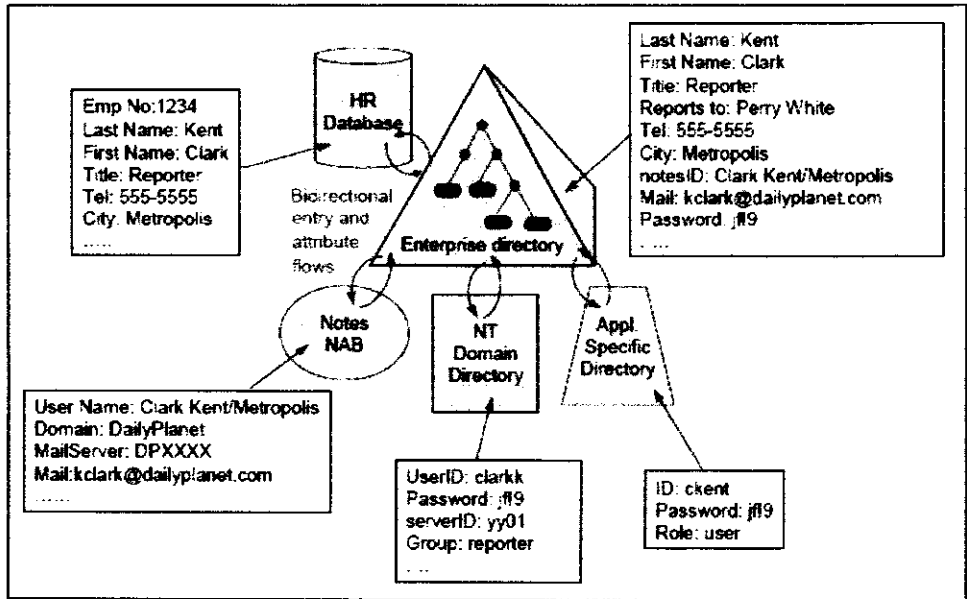 HR
Database
Emp No:1234
Last Name: Kent
First Name: Clark
Title: Reporter
Tel: 555-5555
City: Metropolis
.....
Last Name: Kent
First Name: Clark
Title: Reporter
Reports to: Perry White
Tel: 555-5555
City: Metropolis
notesID: Clark Kent/Metropolis
Mail: kclark@dailyplanet.com
Password: jfl9
.....
Bidirectional
entry and
attribute
flows
Enterprise directory
Notes
NAB
NT
Domain
Directory
Appl.
Specific
Directory
User Name: Clark Kent/Metropolis
Domain: DailyPlanet
MailServer: DPXXXX
Mail:kclark@dailyplanet.com
......
UserID: clarkk
Password: jfl9
serverID: yy01
Group: reporter
....
ID: ckent
Password: jfl9
Role: user